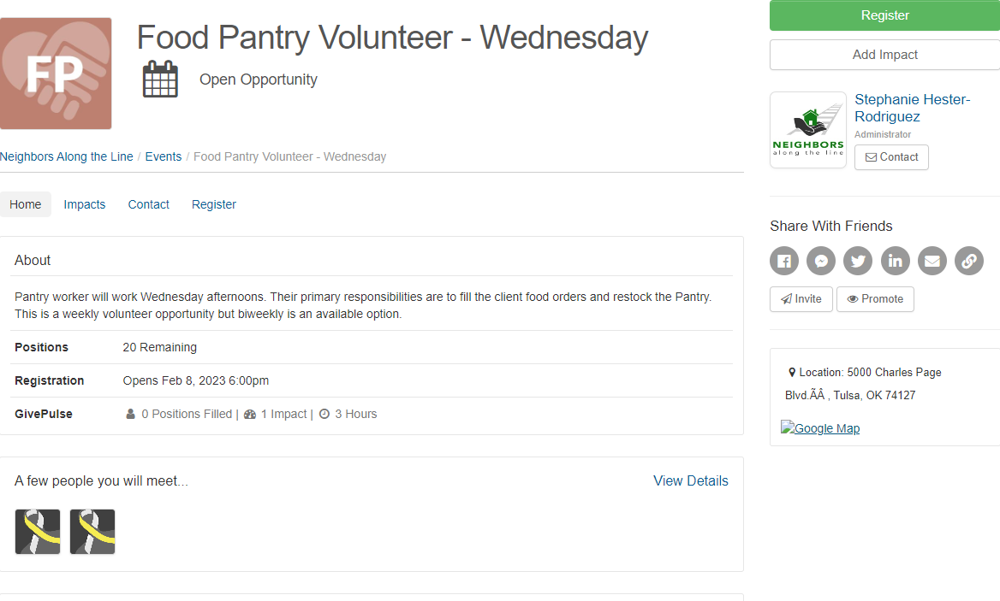 FP
Food Pantry Volunteer - Wednesday
Open Opportunity
Neighbors Along the Line / Events / Food Pantry Volunteer - Wednesday
Home Impacts Contact Register
About
Pantry worker will work Wednesday afternoons. Their primary responsibilities are to fill the client food orders and restock the Pantry.
This is a weekly volunteer opportunity but biweekly is an available option.
Positions 20 Remaining
Registration Opens Feb 8, 2023 6:00pm
GivePulse 0 Positions Filled | 1 Impact | 3 Hours
A few people you will meet... View Details
Register
Add Impact
NEIGHBORS
along the line
Stephanie Hester-
Rodriguez
Administrator
Contact
Share With Friends
Invite Promote
Location: 5000 Charles Page
Blvd.ÃÂ , Tulsa, OK 74127
Google Map